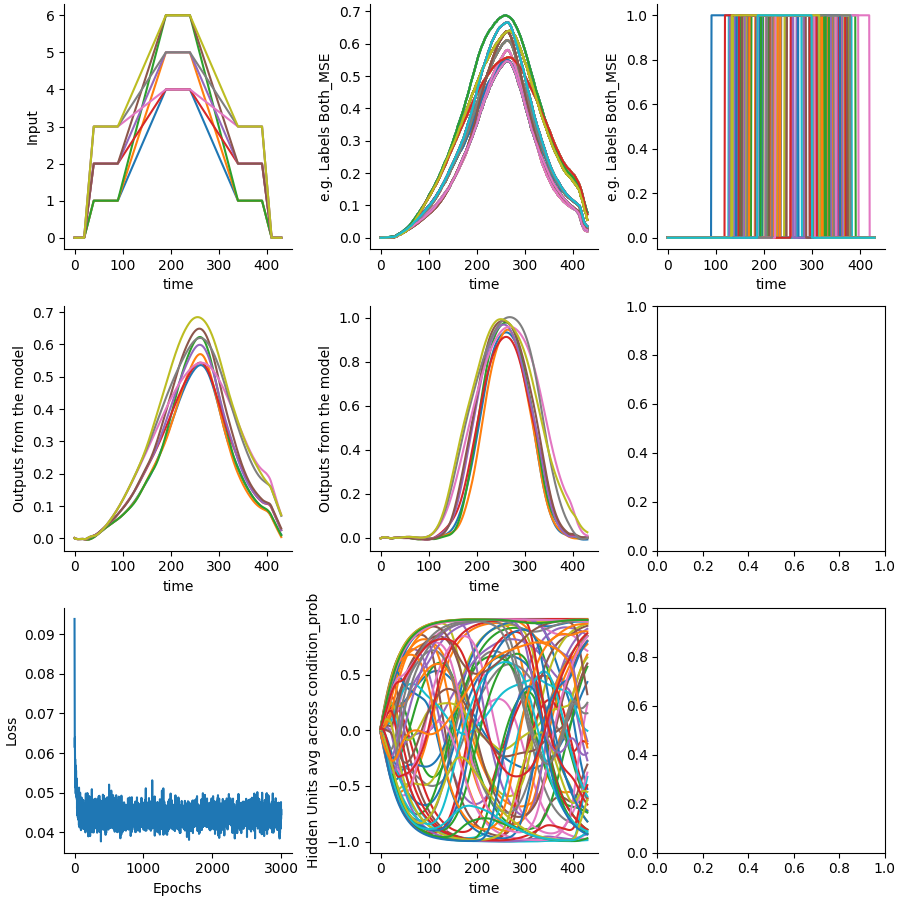 6
5
4
3
2
1
0
Input
0 100 200 300 400
time
0.7
0.6
0.5
0.4
0.3
0.2
0.1
0.0
e.g. Labels Both_MSE
0 100 200 300 400
time
1.0
0.8
0.6
0.4
0.2
0.0
e.g. Labels Both_MSE
0 100 200 300 400
time
0.7
0.6
0.5
0.4
0.3
0.2
0.1
0.0
Outputs from the model
0 100 200 300 400
time
1.0
0.8
0.6
0.4
0.2
0.0
Outputs from the model
0 100 200 300 400
time
1.0
0.8
0.6
0.4
0.2
0.0
0.0 0.2 0.4 0.6 0.8 1.0
0.09
0.08
0.07
0.06
0.05
0.04
Loss
0 1000 2000 3000
Epochs
1.0
0.5
0.0
−0.5
−1.0
Hidden Units avg across condition_prob
0 100 200 300 400
time
1.0
0.8
0.6
0.4
0.2
0.0
0.0 0.2 0.4 0.6 0.8 1.0